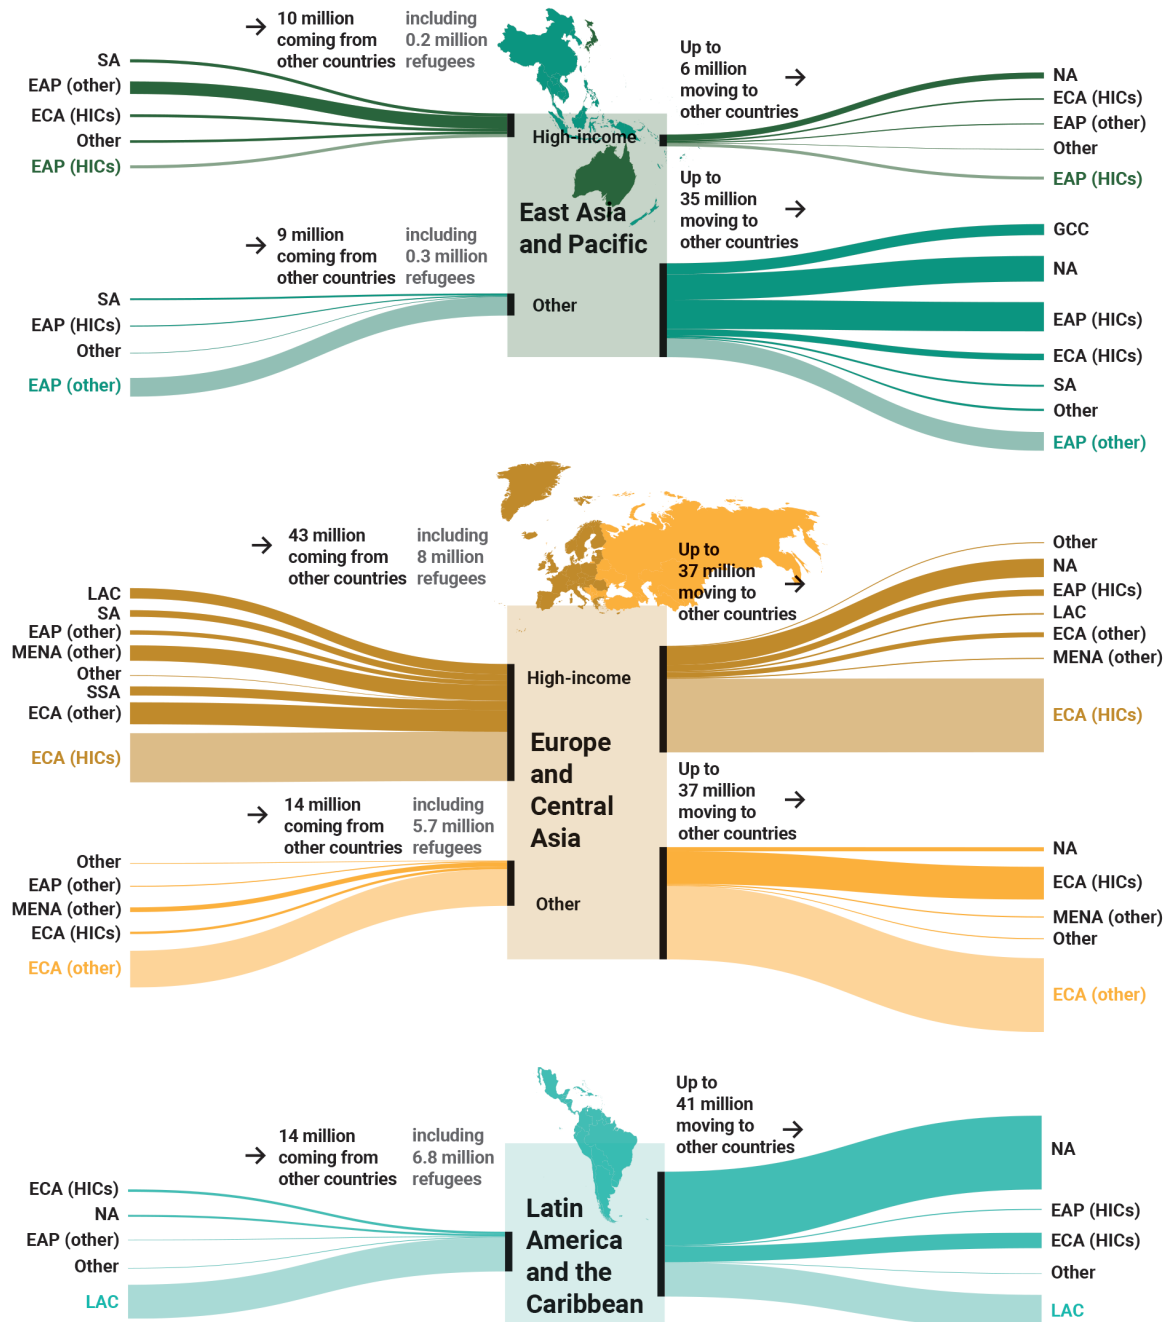 10 million
coming from
other countries
including
0.2 million
refugees
SA
EAP (other)
ECA (HICs)
Other
EAP (HICs)
High-income
Up to
6 million
moving to
other countries
NA
ECA (HICs)
EAP (other)
Other
EAP (HICs)
East Asia
and Pacific
9 million
coming from
other countries
including
0.3 million
refugees
SA
EAP (HICs)
Other
EAP (other)
Other
Up to
35 million
moving to
other countries
GCC
NA
EAP (HICs)
ECA (HICs)
SA
Other
EAP (other)
43 million
coming from
other countries
including
8 million
refugees
LAC
SA
EAP (other)
MENA (other)
Other
SSA
ECA (other)
ECA (HICs)
High-income
Up to
37 million
moving to
other countries
Other
NA
EAP (HICs)
LAC
ECA (other)
MENA (other)
ECA (HICs)
Europe
and
Central
Asia
14 million
coming from
other countries
including
5.7 million
refugees
Other
EAP (other)
MENA (other)
ECA (HICs)
ECA (other)
Other
Up to
37 million
moving to
other countries
NA
ECA (HICs)
MENA (other)
Other
ECA (other)
14 million
coming from
other countries
including
6.8 million
refugees
ECA (HICs)
NA
EAP (other)
Other
LAC
Latin
America
and the
Caribbean
Up to
41 million
moving to
other countries
NA
EAP (HICs)
ECA (HICs)
Other
LAC